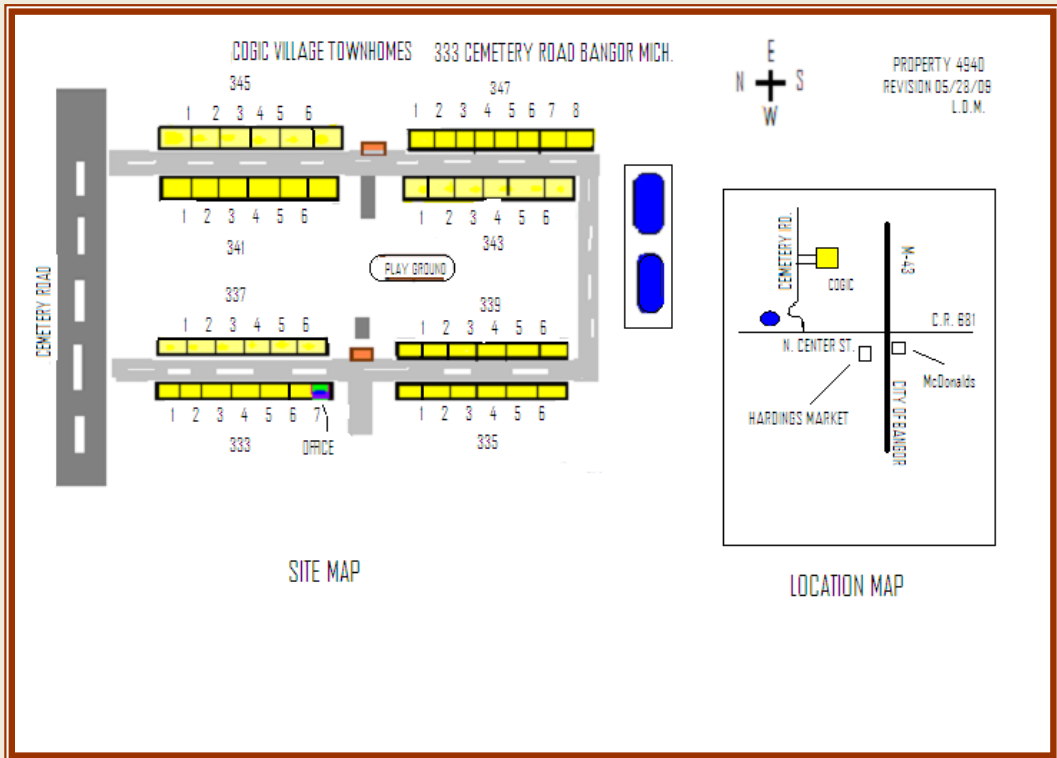 COGIC VILLAGE TOWNHOMES 333 CEMETERY ROAD BANGOR MICH.
E
N S
W
PROPERTY 4940
REVISION 05/28/09
L.D.M.
345
1 2 3 4 5 6
347
1 2 3 4 5 6 7 8
1 2 3 4 5 6
341
1 2 3 4 5 6
343
CEMETERY ROAD
PLAY GROUND
337
1 2 3 4 5 6
339
1 2 3 4 5 6
1 2 3 4 5 6 7
333
OFFICE
1 2 3 4 5 6
335
SITE MAP
CEMETERY RD.
COGIC
M-43
C.R. 681
N. CENTER ST.
McDonalds
HARDINGS MARKET
CITY OF BANGOR
LOCATION MAP